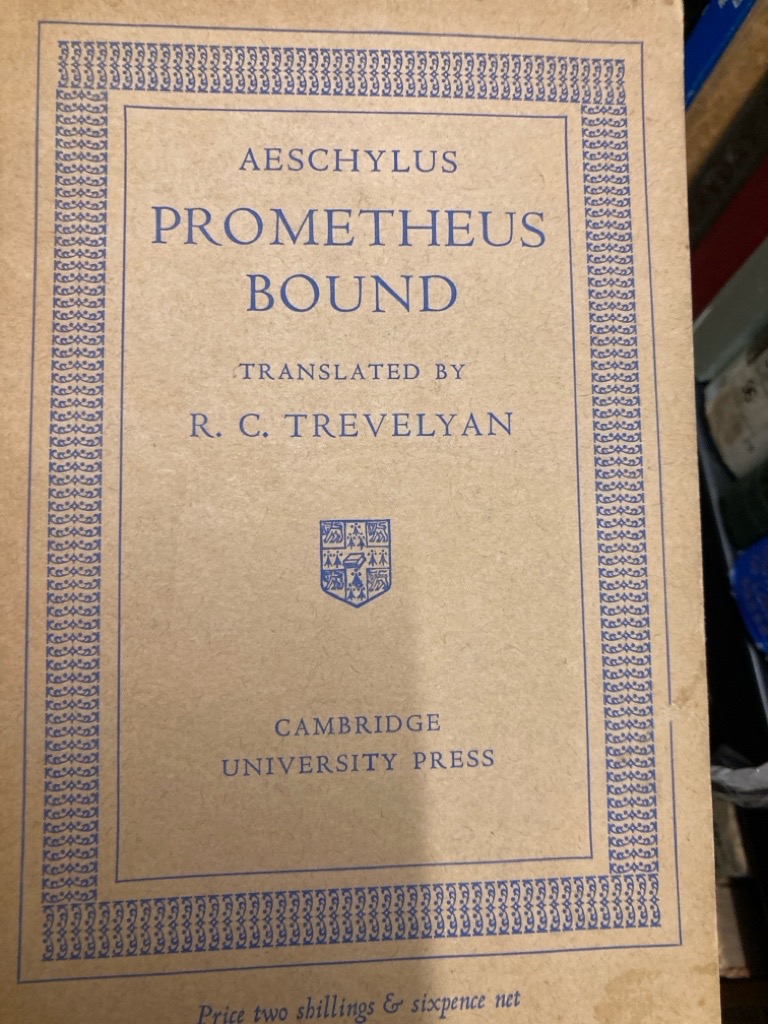 AESCHYLUS
PROMETHEUS
BOUND
TRANSLATED BY
R. C. TREVELYAN
CAMBRIDGE
UNIVERSITY PRESS
Price two shillings & sixpence net